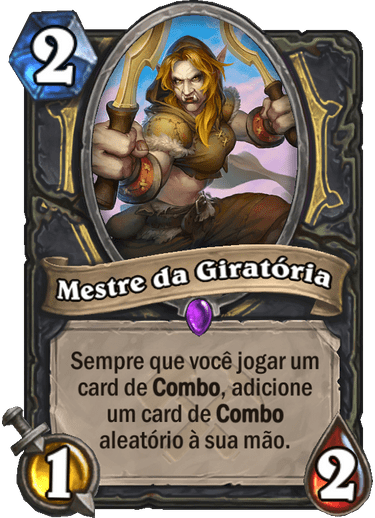 2
Mestre da Giratória
Sempre que você jogar um
card de Combo, adicione
um card de Combo
aleatório à sua mão.
1
2